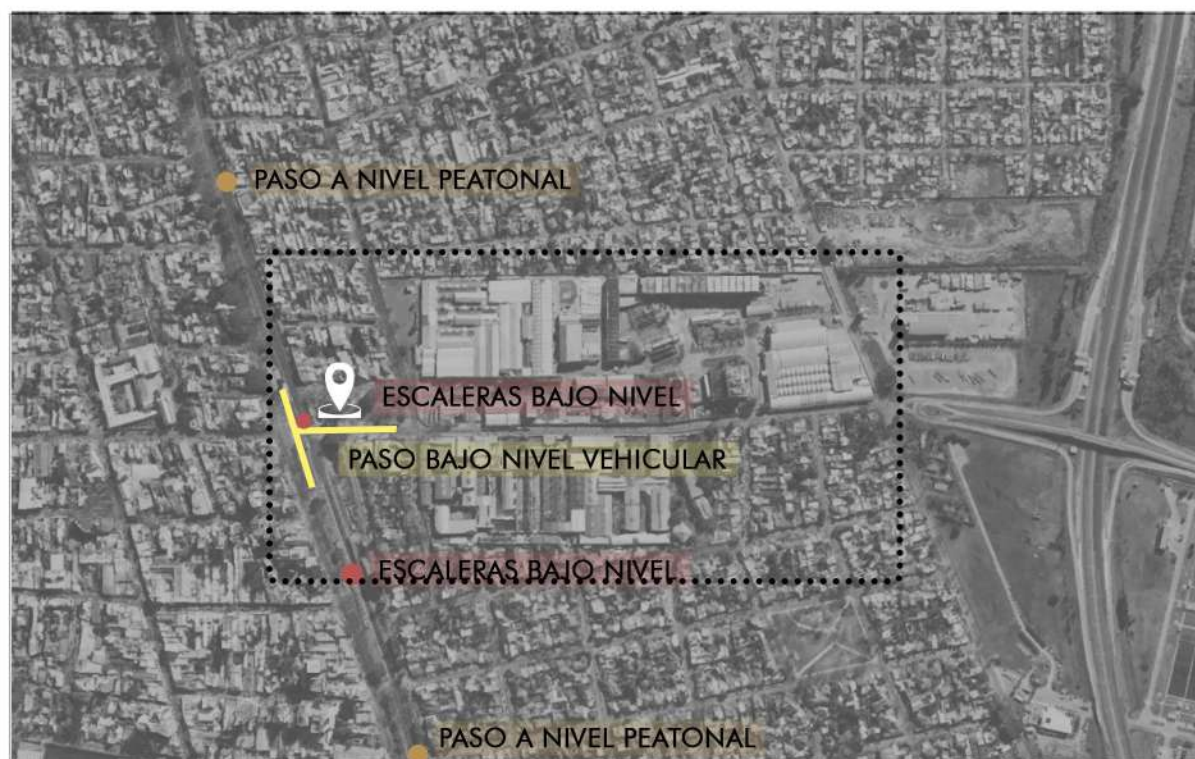 PASO A NIVEL PEATONAL
ESCALERAS BAJO NIVEL
PASO BAJO NIVEL VEHICULAR
ESCALERAS BAJO NIVEL
PASO A NIVEL PEATONAL